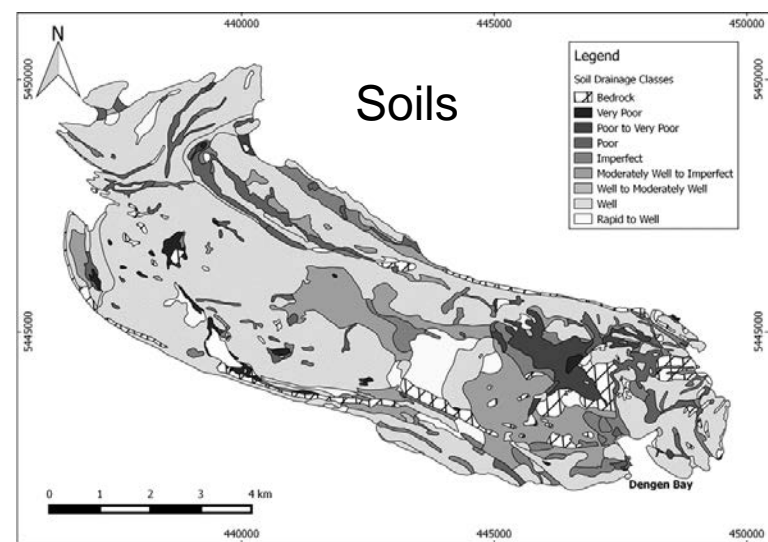 440000 445000 450000
N
5450000 5450000
Soils
Legend
Soil Drainage Classes
Bedrock
Very Poor
Poor to Very Poor
Poor
Imperfect
Moderately Well to Imperfect
Well to Moderately Well
Well
Rapid to Well
5445000 5445000
Dengen Bay
0 1 2 3 4 km
440000 445000 450000